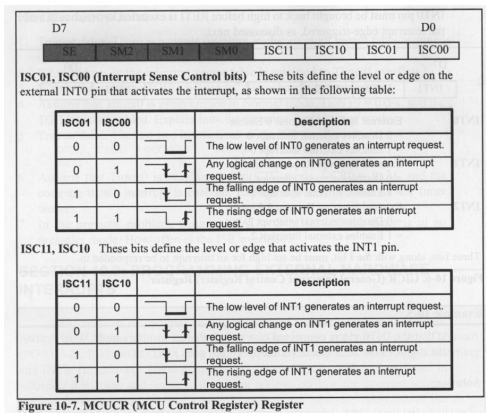 D7 D0
SE SM2 SM1 SM0 ISC11 ISC10 ISC01 ISC00
ISC01, ISC00 (Interrupt Sense Control bits) These bits define the level or edge on the
external INT0 pin that activates the interrupt, as shown in the following table:
ISC01 ISC00 Description
0 0 The low level of INT0 generates an interrupt request.
0 1 Any logical change on INT0 generates an interrupt
request.
1 0 The falling edge of INT0 generates an interrupt
request.
1 1 The rising edge of INT0 generates an interrupt
request.
ISC11, ISC10 These bits define the level or edge that activates the INT1 pin.
ISC11 ISC10 Description
0 0 The low level of INT1 generates an interrupt request.
0 1 Any logical change on INT1 generates an interrupt
request.
1 0 The falling edge of INT1 generates an interrupt
request.
1 1 The rising edge of INT1 generates an interrupt
request.
Figure 10-7. MCUCR (MCU Control Register) Register